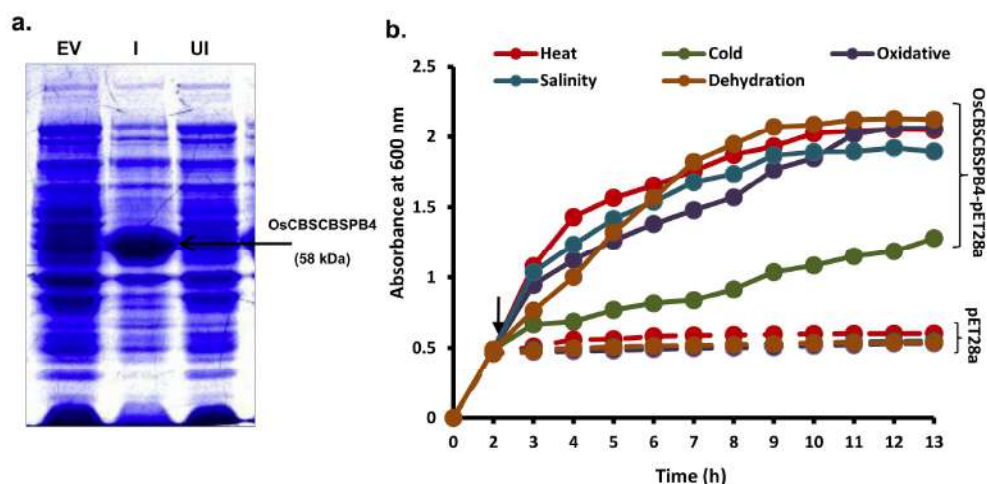 a.
EV I UI
OsCBSCBSPB4
(58 kDa)
b.
Heat Cold Oxidative
Salinity Dehydration
Absorbance at 600 nm
2.5
2
1.5
1
0.5
0
0 2 3 4 5 6 7 8 9 10 11 12 13
Time (h)
OsCBSCBSPB4-pET28a
pET28a